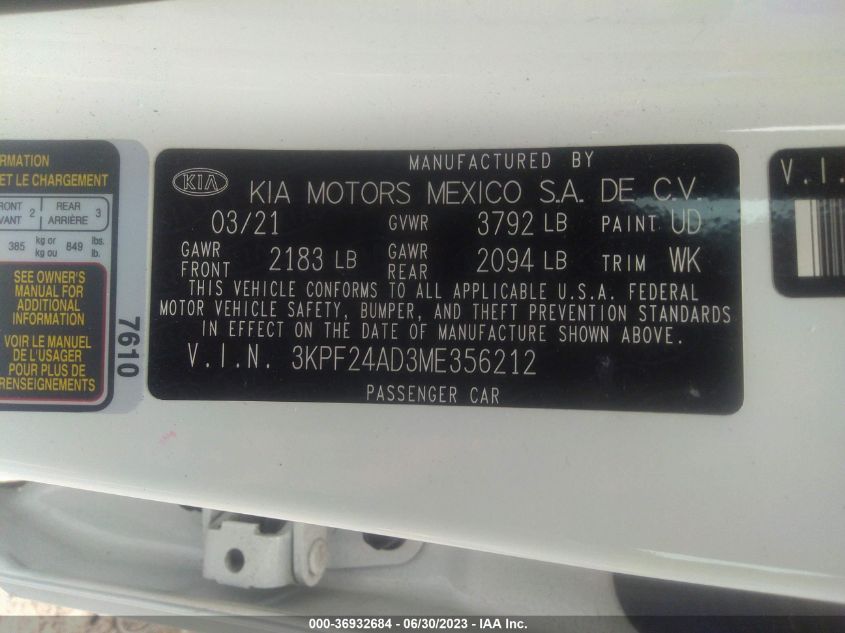 RMATION
ET LE CHARGEMENT
FRONT 2 REAR 3
VANT ARRIÈRE
385 kg or 849 lbs.
kg ou lb.
SEE OWNER'S
MANUAL FOR
ADDITIONAL
INFORMATION
VOIR LE MANUEL
DE L'USAGER
POUR PLUS DE
RENSEIGNEMENTS
7610
MANUFACTURED BY
KIA KIA MOTORS MEXICO S.A. DE C.V.
03/21 GVWR 3792 LB PAINT UD
GAWR FRONT 2183 LB GAWR REAR 2094 LB TRIM WK
THIS VEHICLE CONFORMS TO ALL APPLICABLE U.S.A. FEDERAL
MOTOR VEHICLE SAFETY, BUMPER, AND THEFT PREVENTION STANDARDS
IN EFFECT ON THE DATE OF MANUFACTURE SHOWN ABOVE.
V.I.N. 3KPF24AD3ME356212
PASSENGER CAR
V.I.
000-36932684 - 06/30/2023 - IAA Inc.